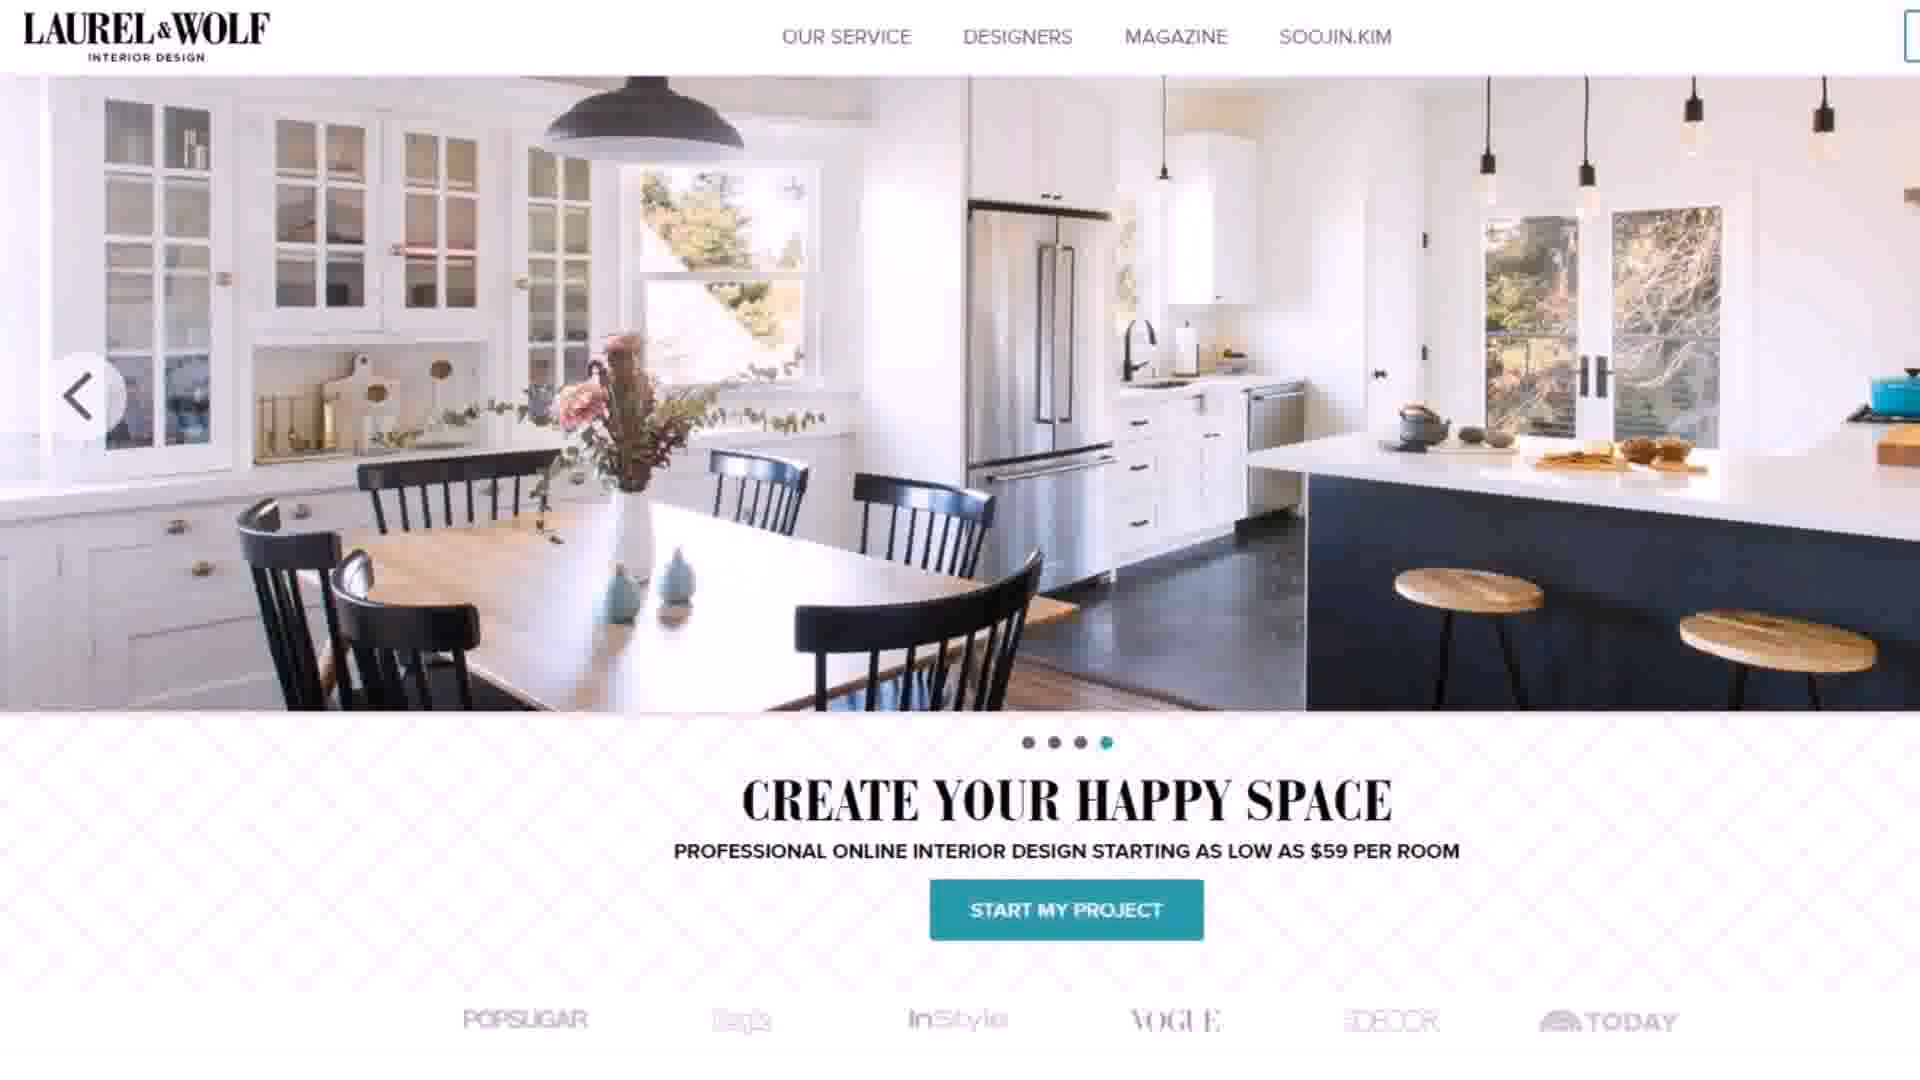 LAUREL & WOLF
INTERIOR DESIGN
OUR SERVICE
DESIGNERS
MAGAZINE
SOOJIN.KIM
CREATE YOUR HAPPY SPACE
PROFESSIONAL ONLINE INTERIOR DESIGN STARTING AS LOW AS $59 PER ROOM
START MY PROJECT
POPSUGAR
InStyle
VOGUE
TODAY